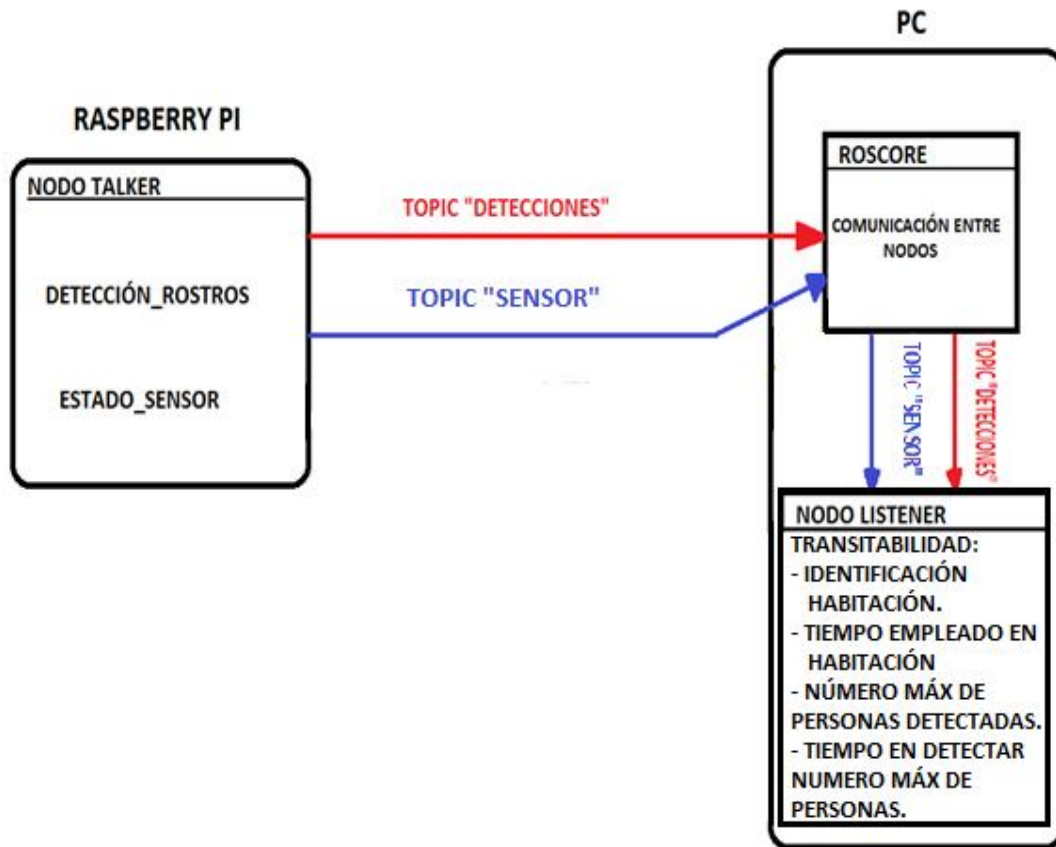 PC
RASPBERRY PI
NODO TALKER
DETECCIÓN_ROSTROS
ESTADO_SENSOR
TOPIC "DETECCIONES"
TOPIC "SENSOR"
ROSCORE
COMUNICACIÓN ENTRE
NODOS
TOPIC "SENSOR"
TOPIC "DETECCIONES"
NODO LISTENER
TRANSITABILIDAD:
- IDENTIFICACIÓN
HABITACIÓN.
- TIEMPO EMPLEADO EN
HABITACIÓN
- NÚMERO MÁX DE
PERSONAS DETECTADAS.
- TIEMPO EN DETECTAR
NUMERO MÁX DE
PERSONAS.